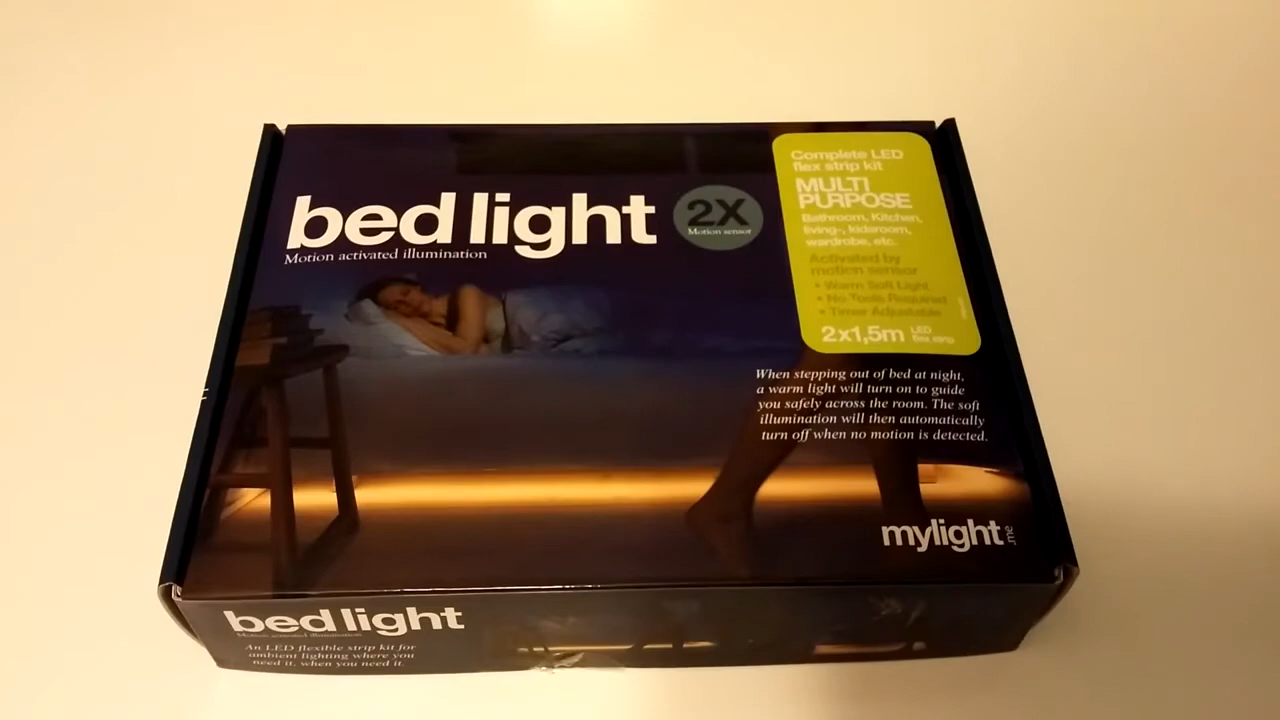 bed light
Motion activated illumination
2X
Motion sensor
Complete LED
flex strip kit
MULTI
PURPOSE
Bathroom, Kitchen,
living-, kidsroom,
wardrobe, etc.
Activated by
motion sensor
• Warm Soft Light
• No Tools Required
• Timer Adjustable
2x1,5m LED
flex strip
When stepping out of bed at night,
a warm light will turn on to guide
you safely across the room. The soft
illumination will then automatically
turn off when no motion is detected.
mylight.me
bed light
Motion activated illumination
An LED flexible strip kit for
ambient lighting where you
need it, when you need it.